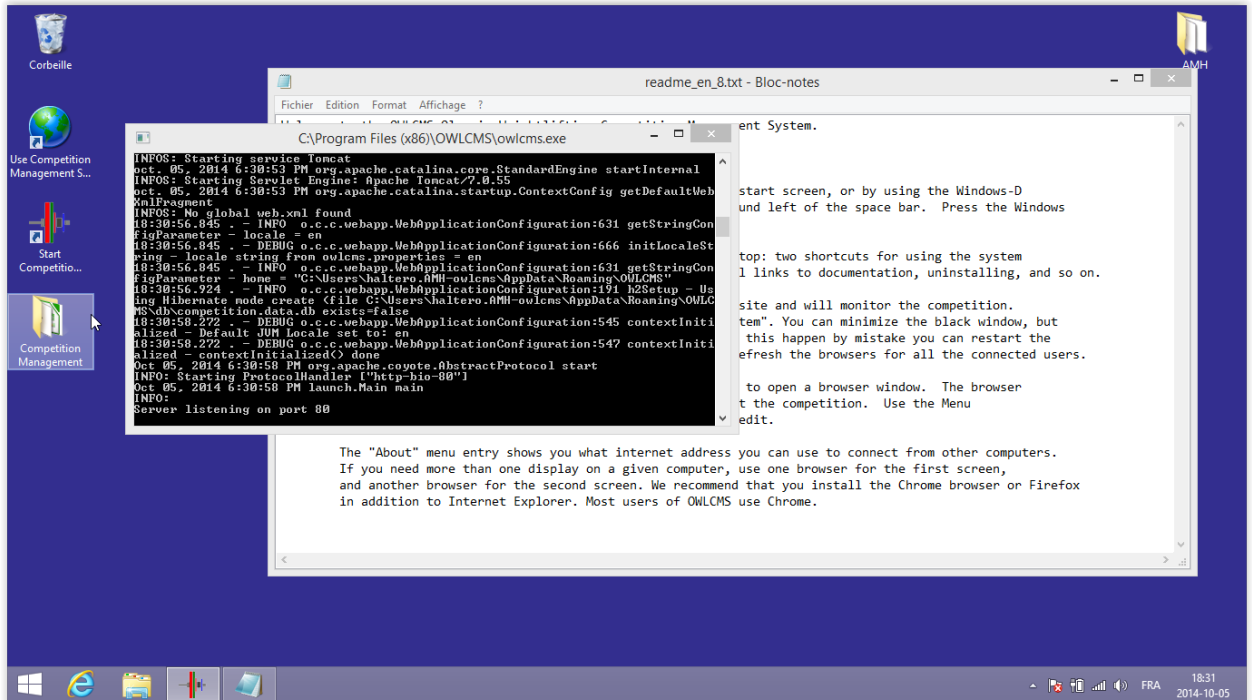 Corbeille
AMH
Use Competition
Management S...
Start
Competitio...
Competition
Management
readme_en_8.txt - Bloc-notes
Fichier Edition Format Affichage ?
ent System.
start screen, or by using the Windows-D
und left of the space bar. Press the Windows
top: two shortcuts for using the system
l links to documentation, uninstalling, and so on.
site and will monitor the competition.
tem". You can minimize the black window, but
this happen by mistake you can restart the
efresh the browsers for all the connected users.
to open a browser window. The browser
t the competition. Use the Menu
edit.
The "About" menu entry shows you what internet address you can use to connect from other computers.
If you need more than one display on a given computer, use one browser for the first screen,
and another browser for the second screen. We recommend that you install the Chrome browser or Firefox
in addition to Internet Explorer. Most users of OWLCMS use Chrome.
C:\Program Files (x86)\OWLCMS\owlcms.exe
INFOS: Starting service Tomcat
oct. 05, 2014 6:30:53 PM org.apache.catalina.core.StandardEngine startInternal
INFOS: Starting Servlet Engine: Apache Tomcat/7.0.55
oct. 05, 2014 6:30:53 PM org.apache.catalina.startup.ContextConfig getDefaultWeb
XmlFragment
INFOS: No global web.xml found
18:30:56.845 . - INFO  o.c.c.webapp.WebApplicationConfiguration:631 getStringCon
figParameter - locale = en
18:30:56.845 . - DEBUG o.c.c.webapp.WebApplicationConfiguration:666 initLocaleSt
ring - locale string from owlcms.properties = en
18:30:56.845 . - INFO  o.c.c.webapp.WebApplicationConfiguration:631 getStringCon
figParameter - home = "C:\Users\haltero.AMH-owlcms\AppData\Roaming\OWLCMS"
18:30:56.924 . - INFO  o.c.c.webapp.WebApplicationConfiguration:191 h2Setup - Us
ing Hibernate mode create (file C:\Users\haltero.AMH-owlcms\AppData\Roaming\OWLC
MS\db\competition.data.db exists=false
18:30:58.272 . - DEBUG o.c.c.webapp.WebApplicationConfiguration:545 contextIniti
alized - Default JVM Locale set to: en
18:30:58.272 . - DEBUG o.c.c.webapp.WebApplicationConfiguration:547 contextIniti
alized - contextInitialized() done
Oct 05, 2014 6:30:58 PM org.apache.coyote.AbstractProtocol start
INFO: Starting ProtocolHandler ["http-bio-80"]
Oct 05, 2014 6:30:58 PM launch.Main main
INFO:
Server listening on port 80
FRA
18:31
2014-10-05